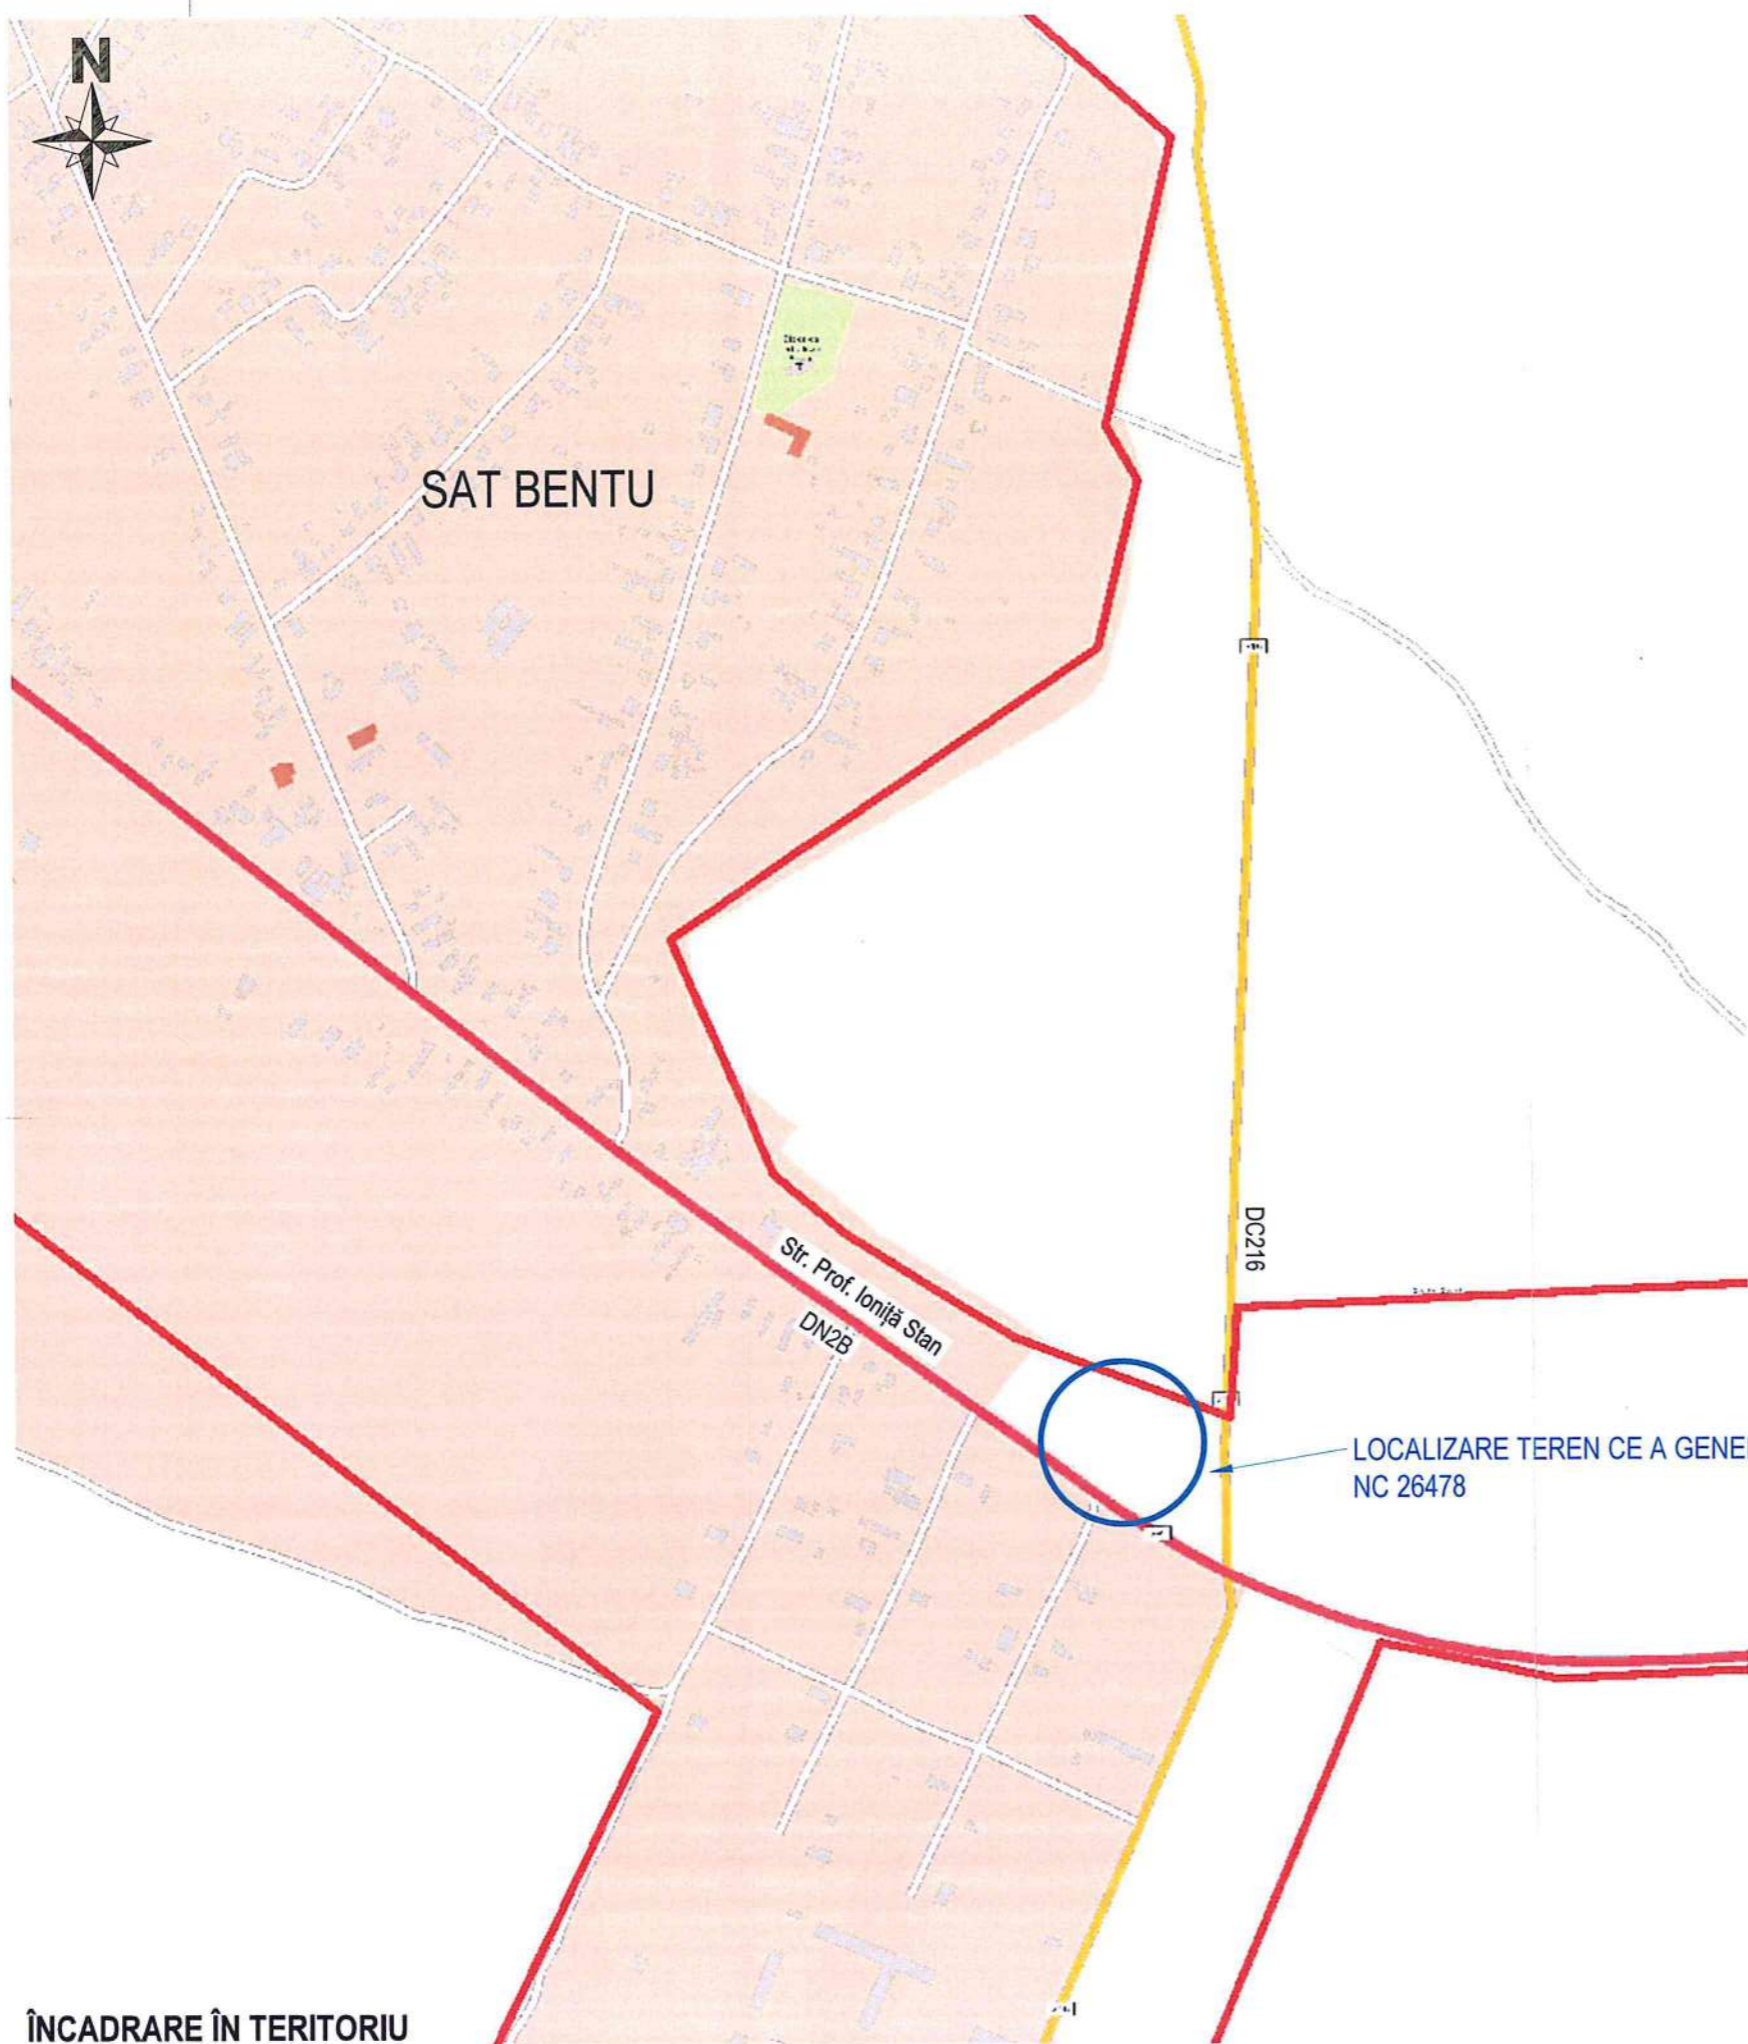 N
SAT BENTU
Str. Prof. Ioniță Stan
DN2B
DC216
LOCALIZARE TEREN CE A GENE
NC 26478
ÎNCADRARE ÎN TERITORIU